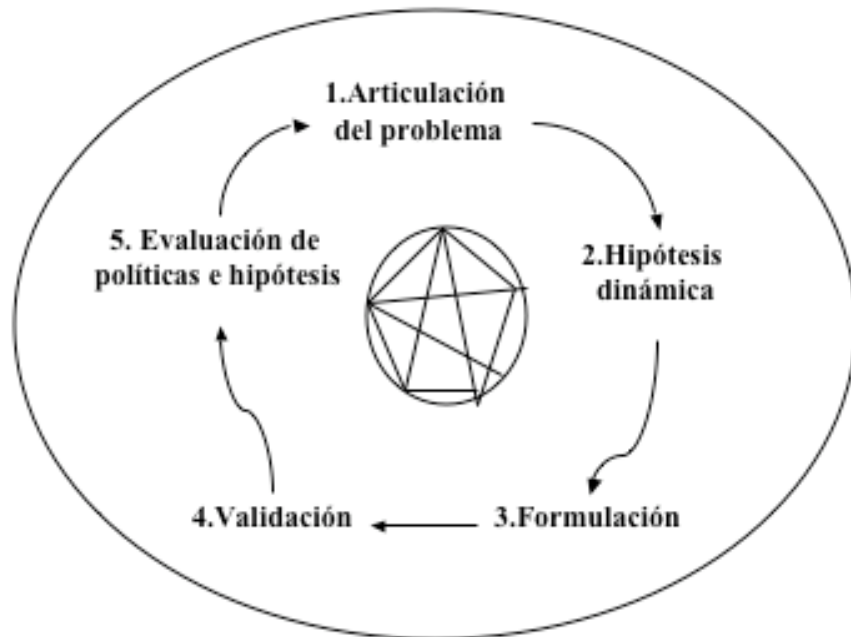 1.Articulación
del problema
2.Hipótesis
dinámica
3.Formulación
4.Validación
5. Evaluación de
políticas e hipótesis